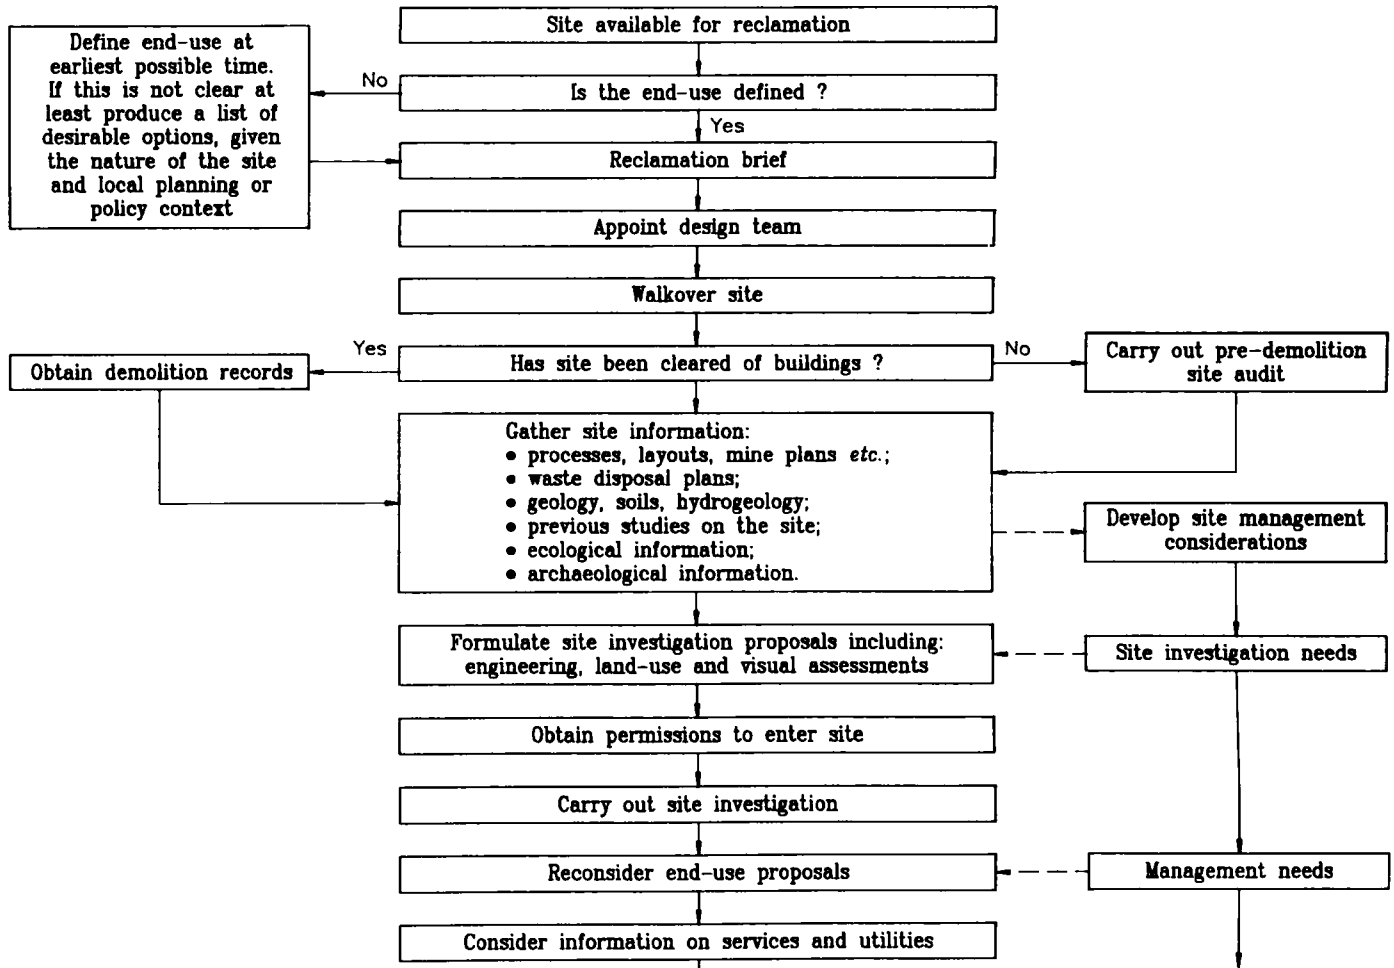 Site available for reclamation
Define end-use at
earliest possible time.
If this is not clear at
least produce a list of
desirable options, given
the nature of the site
and local planning or
policy context
No
Is the end-use defined ?
Yes
Reclamation brief
Appoint design team
Walkover site
Yes
Has site been cleared of buildings ?
No
Obtain demolition records
Carry out pre-demolition
site audit
Gather site information:
• processes, layouts, mine plans etc.;
• waste disposal plans;
• geology, soils, hydrogeology;
• previous studies on the site;
• ecological information;
• archaeological information.
Develop site management
considerations
Formulate site investigation proposals including:
engineering, land-use and visual assessments
Site investigation needs
Obtain permissions to enter site
Carry out site investigation
Reconsider end-use proposals
Management needs
Consider information on services and utilities